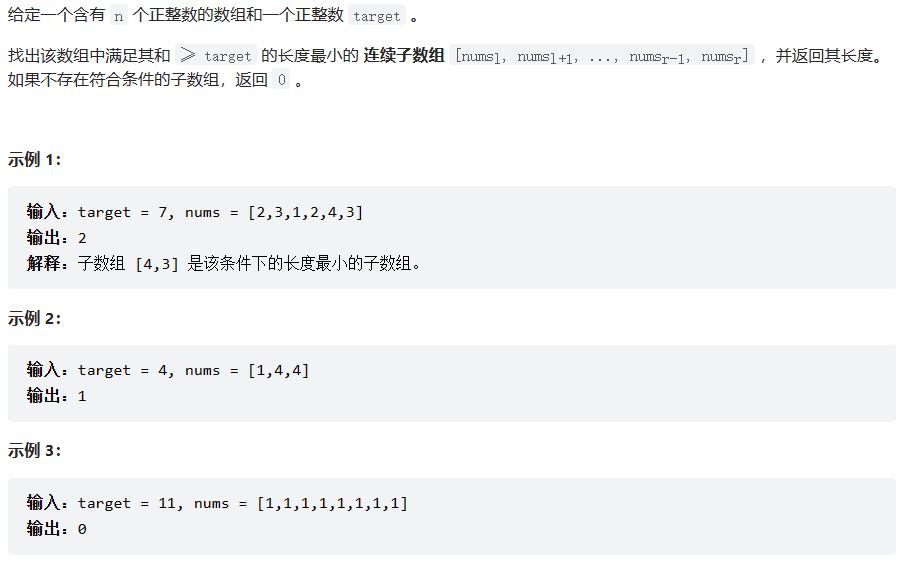 给定一个含有 n 个正整数的数组和一个正整数 target 。
找出该数组中满足其和 ≥ target 的长度最小的 连续子数组 [numsl, numsl+1, ..., numsr-1, numsr] ，并返回其长度。
如果不存在符合条件的子数组，返回 0 。
示例 1：
输入：target = 7, nums = [2,3,1,2,4,3]
输出：2
解释：子数组 [4,3] 是该条件下的长度最小的子数组。
示例 2：
输入：target = 4, nums = [1,4,4]
输出：1
示例 3：
输入：target = 11, nums = [1,1,1,1,1,1,1,1]
输出：0